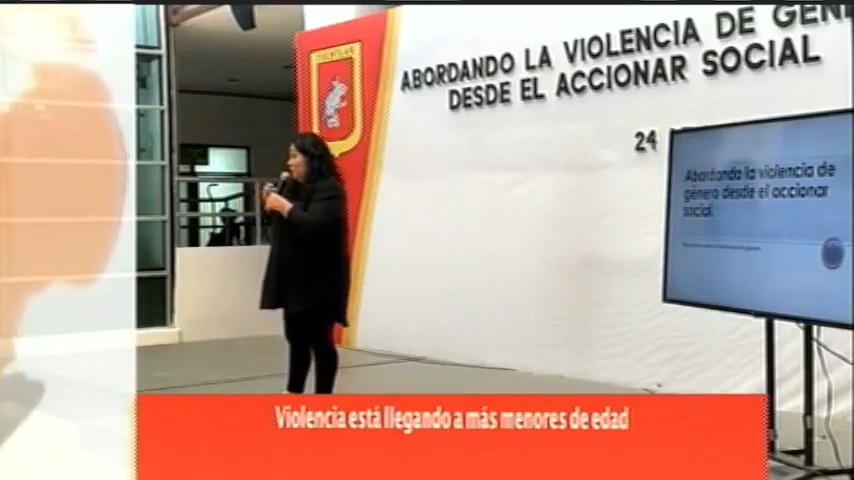 ABORDANDO LA VIOLENCIA DE GÉN
DESDE EL ACCIONAR SOCIAL
24
Abordando la violencia de
género desde el accionar
social.
Violencia está llegando a más menores de edad